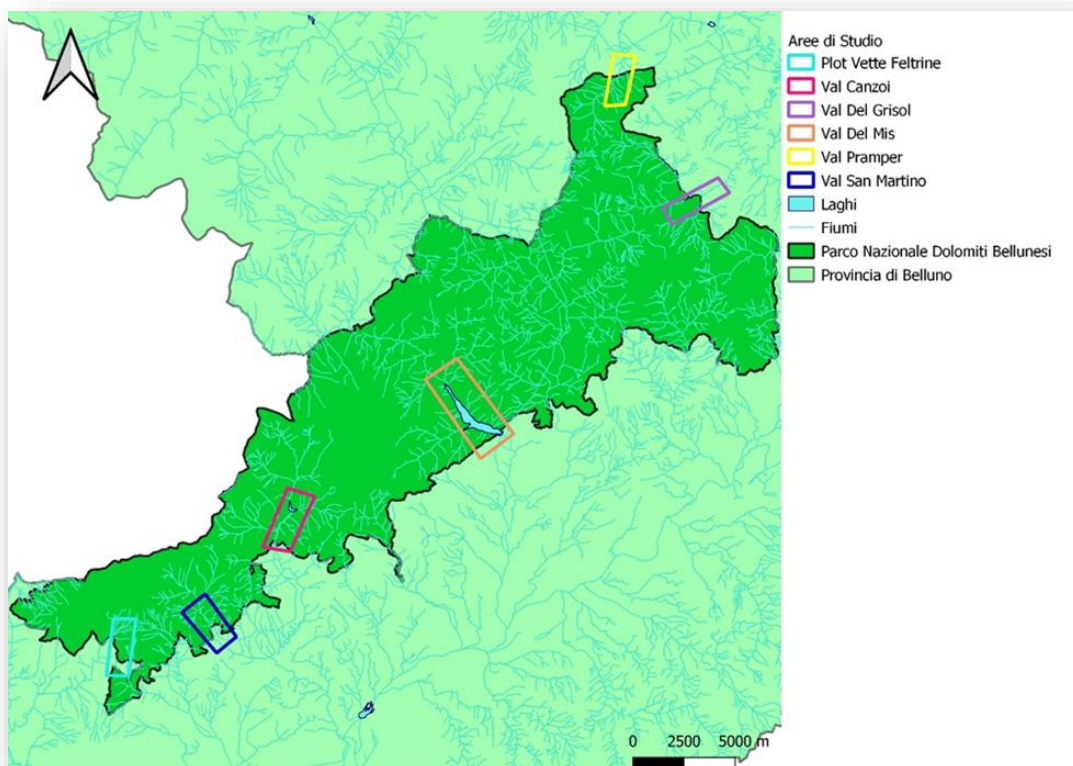 Aree di Studio
Plot Vette Feltrine
Val Canzoi
Val Del Grisol
Val Del Mis
Val Pramper
Val San Martino
Laghi
Fiumi
Parco Nazionale Dolomiti Bellunesi
Provincia di Belluno
0 2500 5000 m